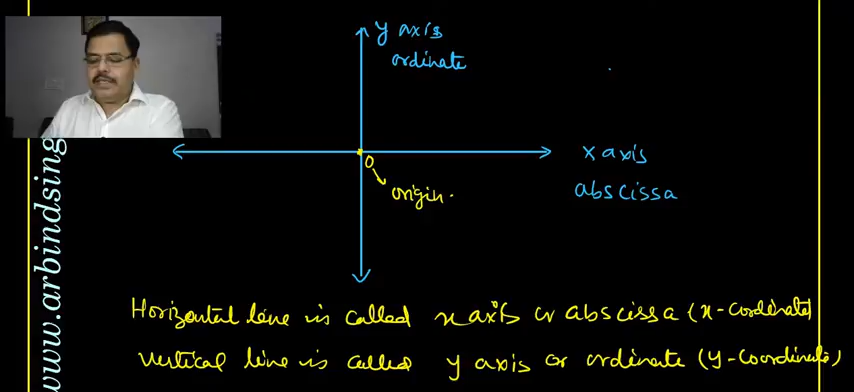 y axis
ordinate
x axis
abscissa
O
origin.
Horizontal line is called x axis or abscissa (x-cordinate)
vertical line is called y axis or ordinate (y-coordinate)
www.arbindsing